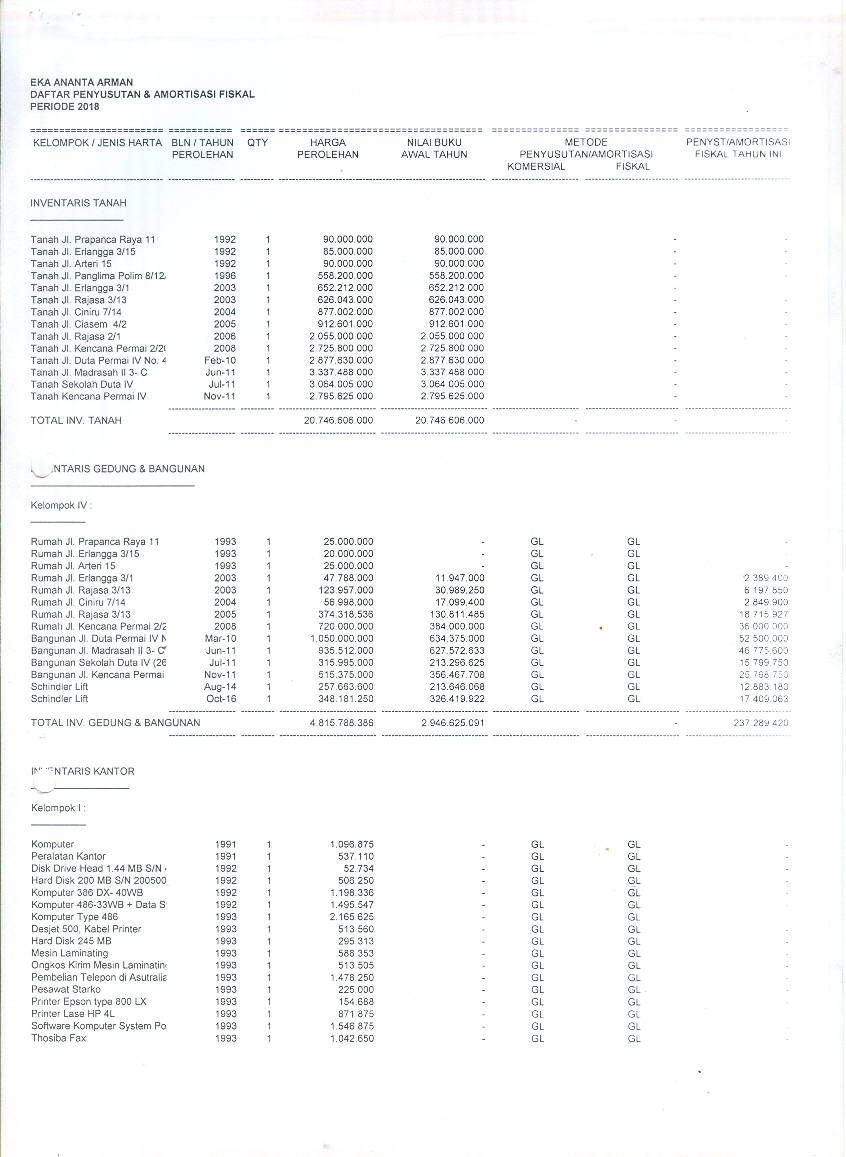 EKA ANANTA ARMAN
DAFTAR PENYUSUTAN & AMORTISASI FISKAL
PERIODE 2018
KELOMPOK / JENIS HARTA BLN / TAHUN QTY HARGA NILAI BUKU METODE PENYST/AMORTISASI
PEROLEHAN PEROLEHAN AWAL TAHUN PENYUSUTAN/AMORTISASI FISKAL TAHUN INI
KOMERSIAL FISKAL
INVENTARIS TANAH
Tanah Jl. Prapanca Raya 11 1992 1 90.000.000 90.000.000 - -
Tanah Jl. Erlangga 3/15 1992 1 85.000.000 85.000.000 - -
Tanah Jl. Arteri 15 1992 1 90.000.000 90.000.000 - -
Tanah Jl. Panglima Polim 8/12 1996 1 558.200.000 558.200.000 - -
Tanah Jl. Erlangga 3/1 2003 1 652.212.000 652.212.000 - -
Tanah Jl. Rajasa 3/13 2003 1 626.043.000 626.043.000 - -
Tanah Jl. Ciniru 7/14 2004 1 877.002.000 877.002.000 - -
Tanah Jl. Ciasem 4/2 2005 1 912.601.000 912.601.000 - -
Tanah Jl. Rajasa 2/1 2006 1 2.055.000.000 2.055.000.000 - -
Tanah Jl. Kencana Permai 2/2 2008 1 2.725.800.000 2.725.800.000 - -
Tanah Jl. Duta Permai IV No. 4 Feb-10 1 2.877.630.000 2.877.630.000 - -
Tanah Jl. Madrasah II 3- C Jun-11 1 3.337.488.000 3.337.488.000 - -
Tanah Sekolah Duta IV Jul-11 1 3.064.005.000 3.064.005.000 - -
Tanah Kencana Permai IV Nov-11 1 2.795.625.000 2.795.625.000 - -
TOTAL INV. TANAH 20.746.606.000 20.746.606.000 - - -
NTARIS GEDUNG & BANGUNAN
Kelompok IV :
Rumah Jl. Prapanca Raya 11 1993 1 25.000.000 - GL GL -
Rumah Jl. Erlangga 3/15 1993 1 20.000.000 - GL GL -
Rumah Jl. Arteri 15 1993 1 25.000.000 - GL GL -
Rumah Jl. Erlangga 3/1 2003 1 47.788.000 11.947.000 GL GL 2.389.400
Rumah Jl. Rajasa 3/13 2003 1 123.957.000 30.989.250 GL GL 6.197.850
Rumah Jl. Ciniru 7/14 2004 1 56.998.000 17.099.400 GL GL 2.849.900
Rumah Jl. Rajasa 3/13 2005 1 374.318.536 130.811.485 GL GL 18.715.927
Rumah Jl. Kencana Permai 2/2 2008 1 720.000.000 384.000.000 GL GL 36.000.000
Bangunan Jl. Duta Permai IV N Mar-10 1 1.050.000.000 634.375.000 GL GL 52.500.000
Bangunan Jl. Madrasah II 3- C Jun-11 1 935.512.000 627.572.633 GL GL 46.775.600
Bangunan Sekolah Duta IV (26 Jul-11 1 315.995.000 213.296.625 GL GL 15.799.750
Bangunan Jl. Kencana Permai Nov-11 1 515.375.000 356.467.708 GL GL 25.768.750
Schindler Lift Aug-14 1 257.663.600 213.646.068 GL GL 12.883.180
Schindler Lift Oct-16 1 348.181.250 326.419.922 GL GL 17.409.063
TOTAL INV. GEDUNG & BANGUNAN 4.815.788.386 2.946.625.091 - 237.289.420
NTARIS KANTOR
Kelompok I :
Komputer 1991 1 1.096.875 - GL GL -
Peralatan Kantor 1991 1 537.110 - GL GL -
Disk Drive Head 1.44 MB S/N 1992 1 52.734 - GL GL -
Hard Disk 200 MB S/N 200500 1992 1 506.250 - GL GL -
Komputer 386 DX- 40WB 1992 1 1.198.336 - GL GL -
Komputer 486-33WB + Data S 1992 1 1.495.547 - GL GL -
Komputer Type 486 1993 1 2.165.625 - GL GL
Desjet 500, Kabel Printer 1993 1 513.560 - GL GL -
Hard Disk 245 MB 1993 1 295.313 - GL GL -
Mesin Laminating 1993 1 588.353 - GL GL -
Ongkos Kirim Mesin Laminating 1993 1 513.505 - GL GL -
Pembelian Telepon di Asutralia 1993 1 1.478.250 - GL GL -
Pesawat Starko 1993 1 225.000 - GL GL -
Printer Epson type 800 LX 1993 1 154.688 - GL GL -
Printer Lase HP 4L 1993 1 871.875 - GL GL -
Software Komputer System Po 1993 1 1.546.875 - GL GL -
Thosiba Fax 1993 1 1.042.650 - GL GL -